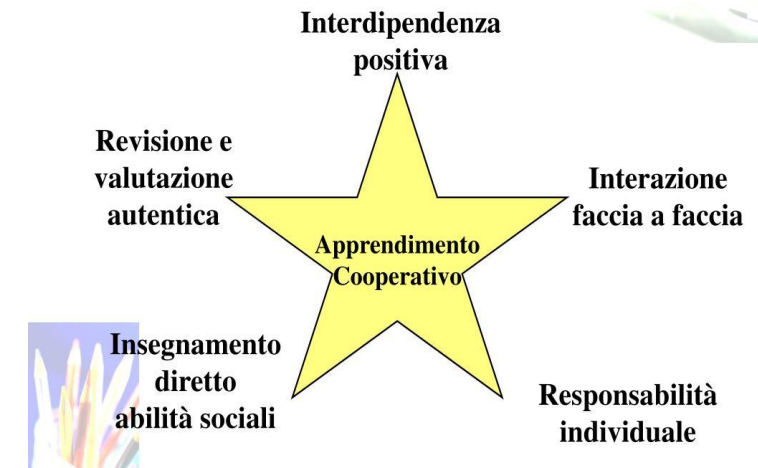 Interdipendenza
positiva
Revisione e
valutazione
autentica
Interazione
faccia a faccia
Apprendimento
Cooperativo
Insegnamento
diretto
abilità sociali
Responsabilità
individuale